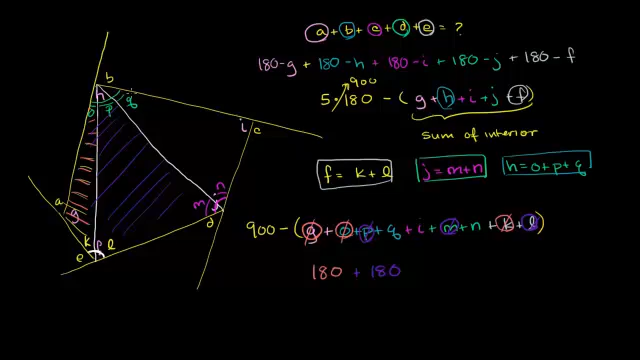 a + b + c + d + e = ?
180-g + 180-h + 180-i + 180-j + 180-f
900
5·180 - (g+h+i+j+f)
sum of interior
f = k + l
j = m+n
h = o+p+q
900 - (g+o+p+q+i+m+n+k+l)
180 + 180
b
h
o p q
i c
n
j
m
a
g
d
k f l
e